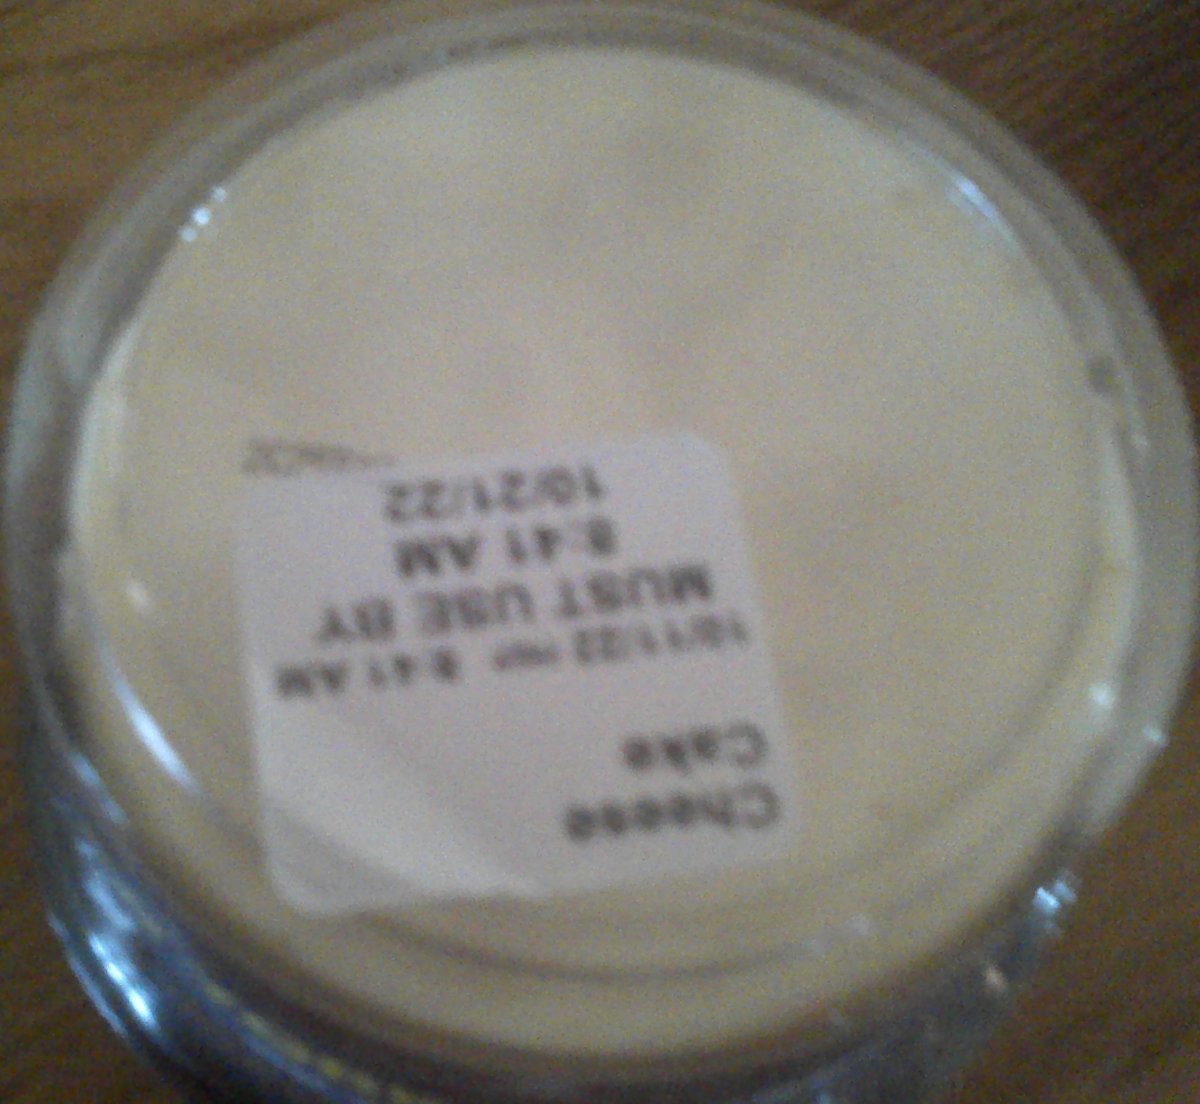 Cheese
Cake
10/11/22 8:41 AM
MUST USE BY
8:41 AM
10/21/22